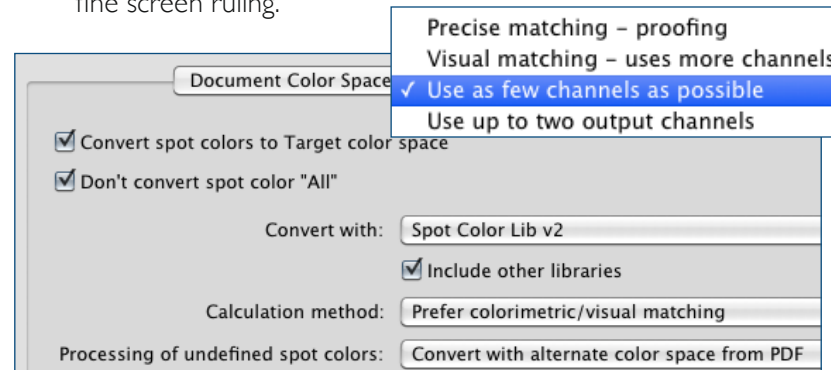 fine screen ruling.
Precise matching – proofing
Visual matching – uses more channels
✓ Use as few channels as possible
Use up to two output channels
Document Color Space
Convert spot colors to Target color space
Don't convert spot color "All"
Convert with: Spot Color Lib v2
Include other libraries
Calculation method: Prefer colorimetric/visual matching
Processing of undefined spot colors: Convert with alternate color space from PDF